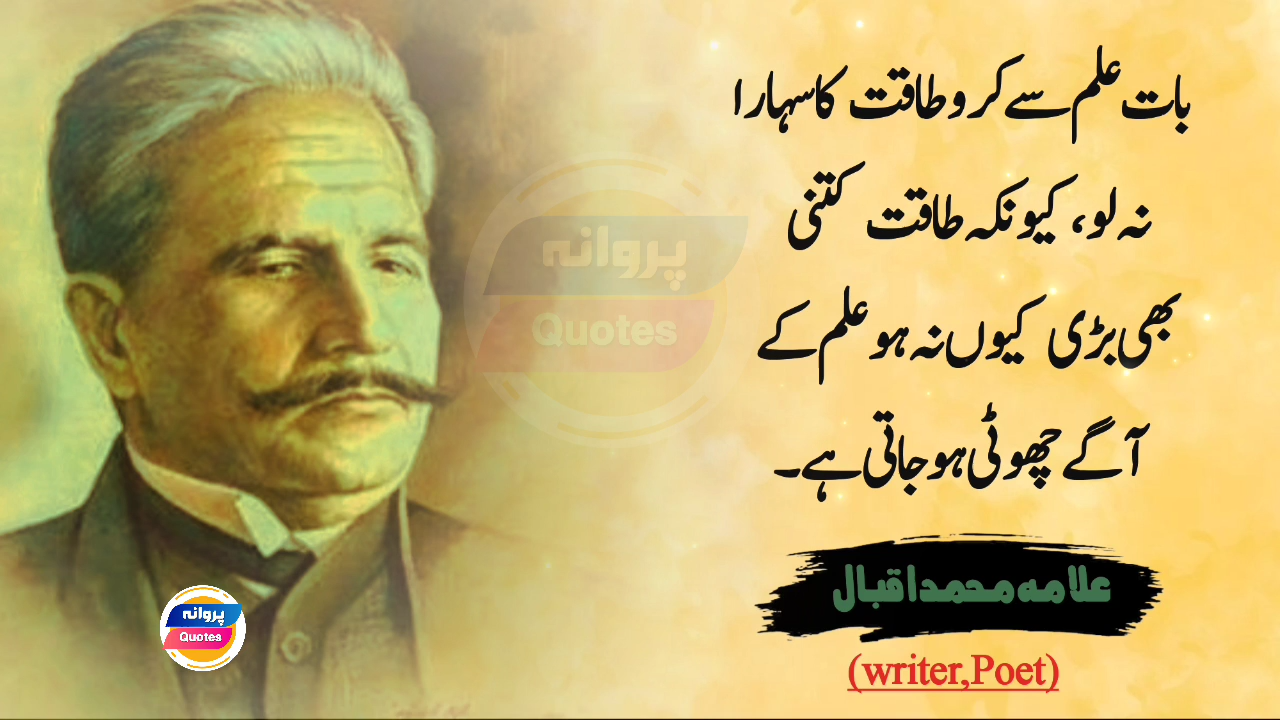 بات علم سے کرو طاقت کا سہارا
نہ لو، کیونکہ طاقت کتنی
بھی بڑی کیوں نہ ہو علم کے
آگے چھوٹی ہو جاتی ہے۔
علامہ محمد اقبال
(writer,Poet)
پروانہ
Quotes
پروانہ
Quotes